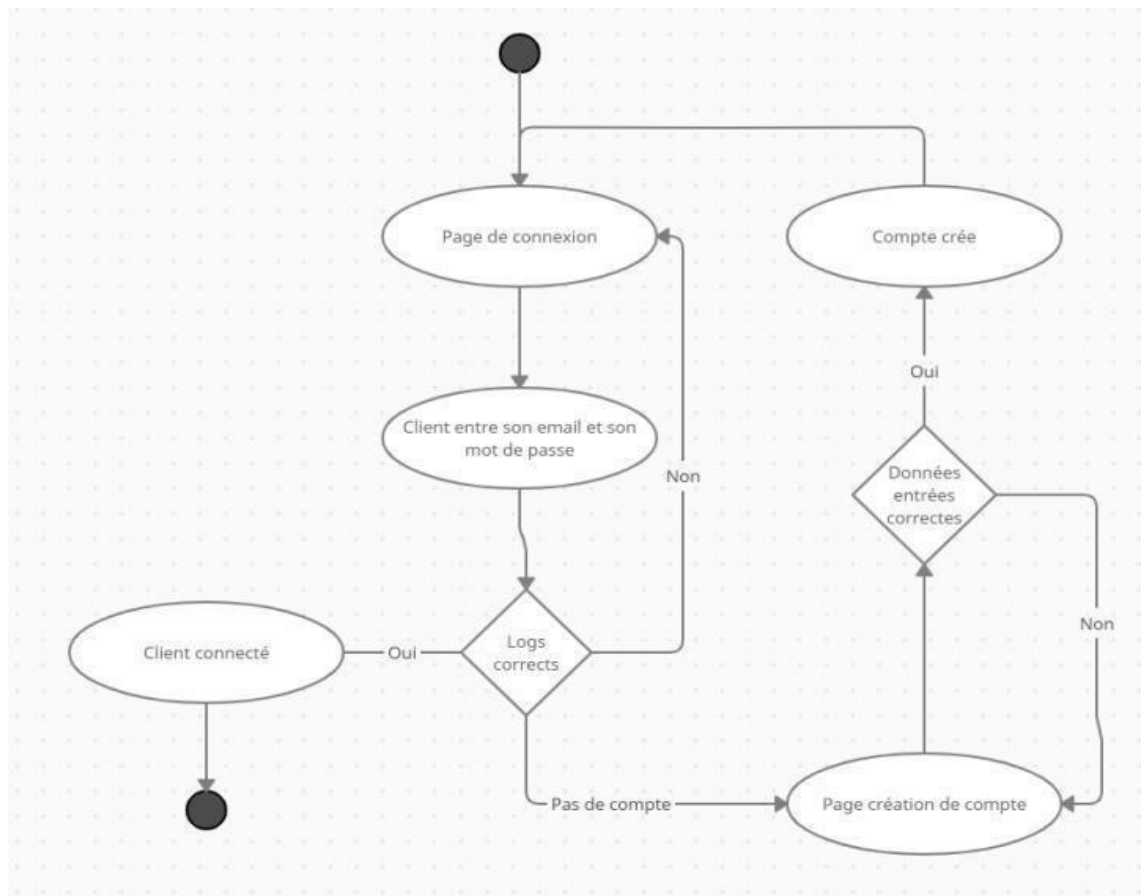 Page de connexion
Compte crée
Oui
Client entre son email et son
mot de passe
Non
Données
entrées
correctes
Non
Client connecté
Oui
Logs
corrects
Pas de compte
Page création de compte